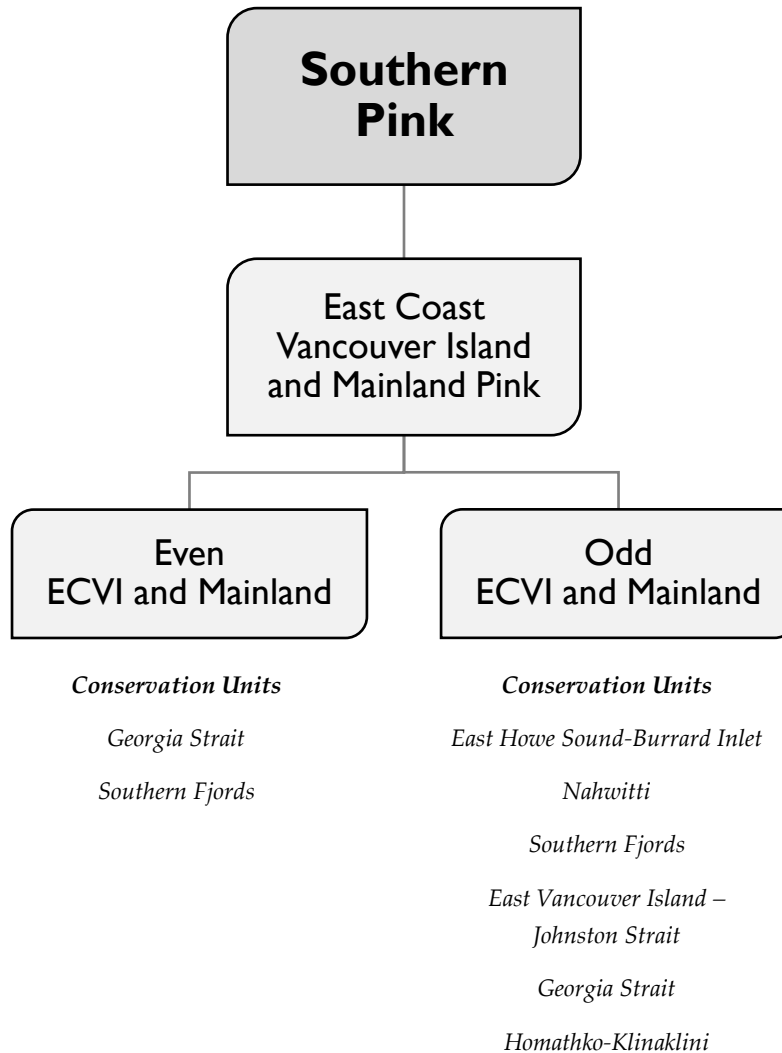 Southern
Pink
East Coast
Vancouver Island
and Mainland Pink
Even
ECVI and Mainland
Conservation Units
Georgia Strait
Southern Fjords
Odd
ECVI and Mainland
Conservation Units
East Howe Sound-Burrard Inlet
Nahwitti
Southern Fjords
East Vancouver Island –
Johnston Strait
Georgia Strait
Homathko-Klinaklini